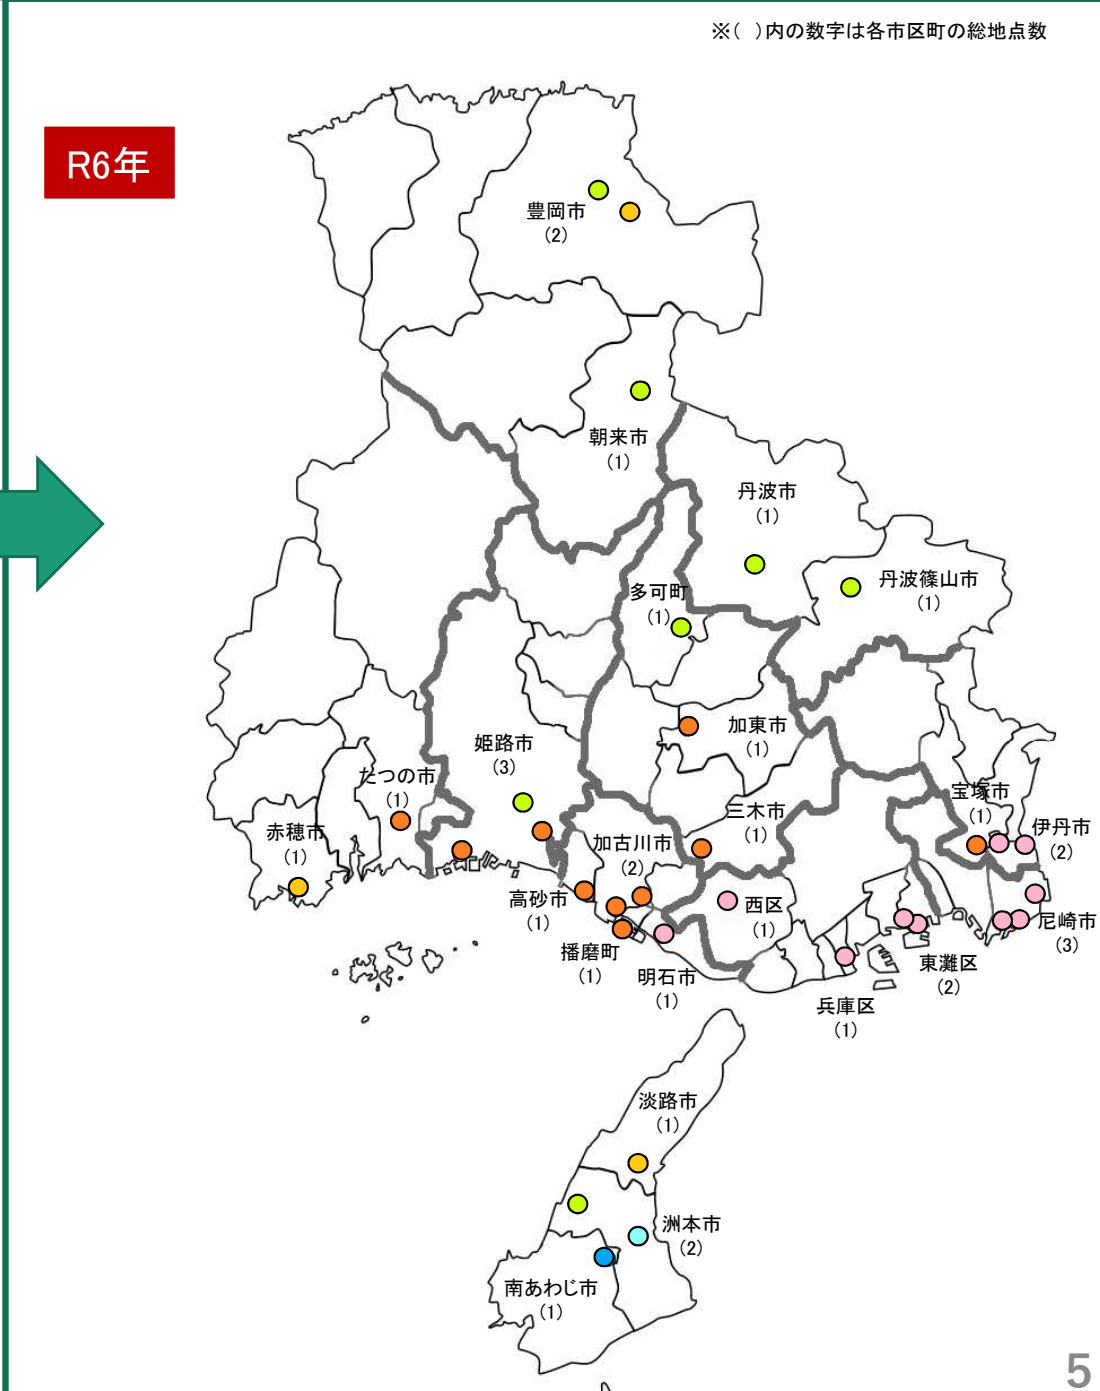 ※( )内の数字は各市区町の総地点数
R6年
豊岡市
(2)
朝来市
(1)
丹波市
(1)
丹波篠山市
(1)
多可町
(1)
加東市
(1)
姫路市
(3)
たつの市
(1)
赤穂市
(1)
三木市
(1)
宝塚市
(1)
伊丹市
(2)
加古川市
(2)
高砂市
(1)
西区
(1)
尼崎市
(3)
播磨町
(1)
明石市
(1)
東灘区
(2)
兵庫区
(1)
淡路市
(1)
洲本市
(2)
南あわじ市
(1)
5